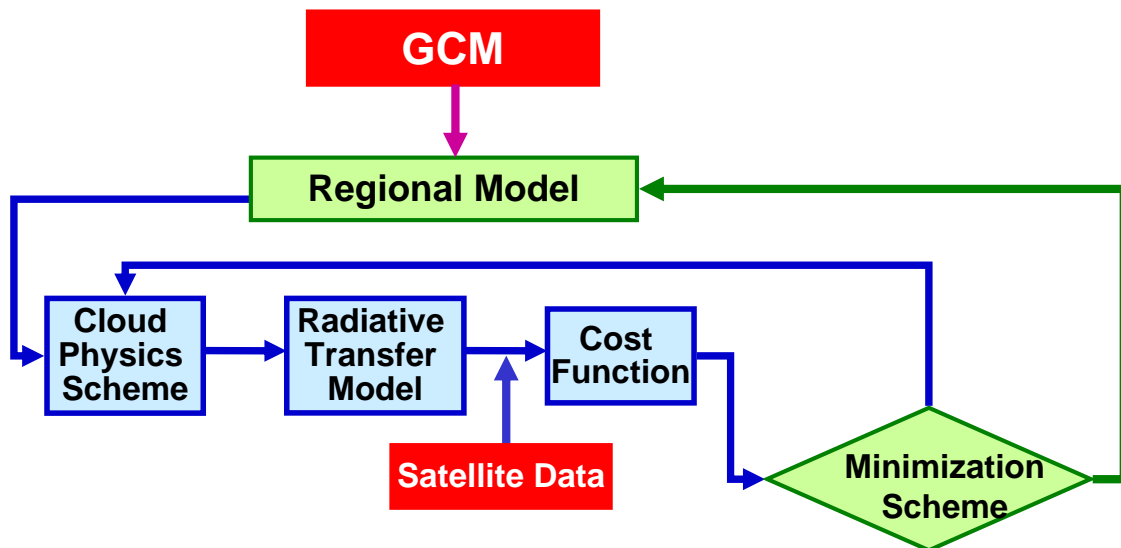 GCM
Regional Model
Cloud
Physics
Scheme
Radiative
Transfer
Model
Cost
Function
Satellite Data
Minimization
Scheme